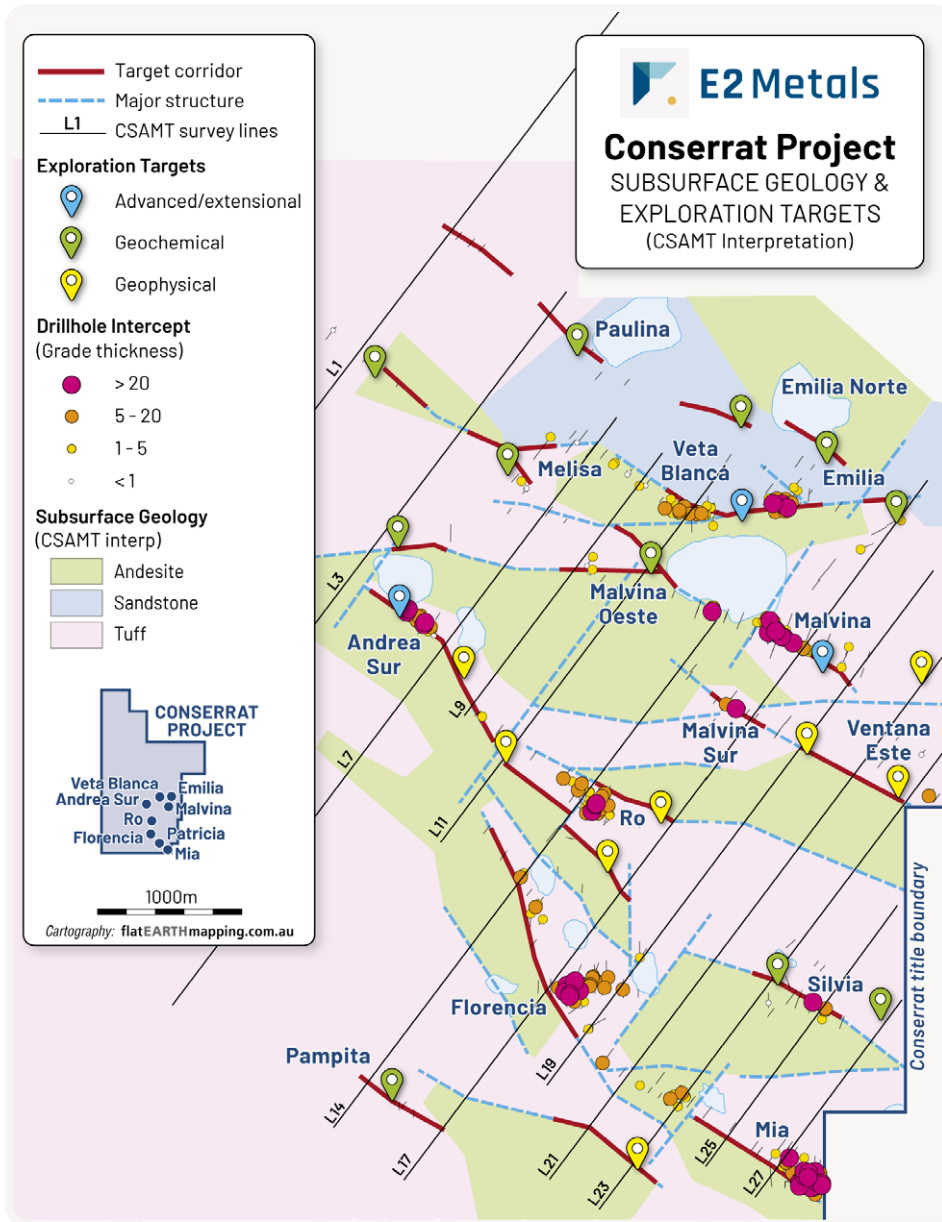 Target corridor
Major structure
L1
CSAMT survey lines
Exploration Targets
Advanced/extensional
Geochemical
Geophysical
Drillhole Intercept
(Grade thickness)
> 20
5 - 20
1 - 5
< 1
Subsurface Geology
(CSAMT interp)
Andesite
Sandstone
Tuff
CONSERRAT
PROJECT
Veta Blanca
Emilia
Andrea Sur
Malvina
Ro
Florencia
Patricia
Mia
1000m
Cartography: flatEARTHmapping.com.au
E2 Metals
Conserrat Project
SUBSURFACE GEOLOGY &
EXPLORATION TARGETS
(CSAMT Interpretation)
Paulina
L1
Emilia Norte
Melisa
Veta
Blanca
Emilia
L3
Malvina
Oeste
Malvina
Andrea
Sur
L9
Malvina
Sur
Ventana
Este
L7
L11
Ro
Conserrat title boundary
Silvia
Florencia
Pampita
L19
L14
Mia
L17
L21
L25
L27
L23